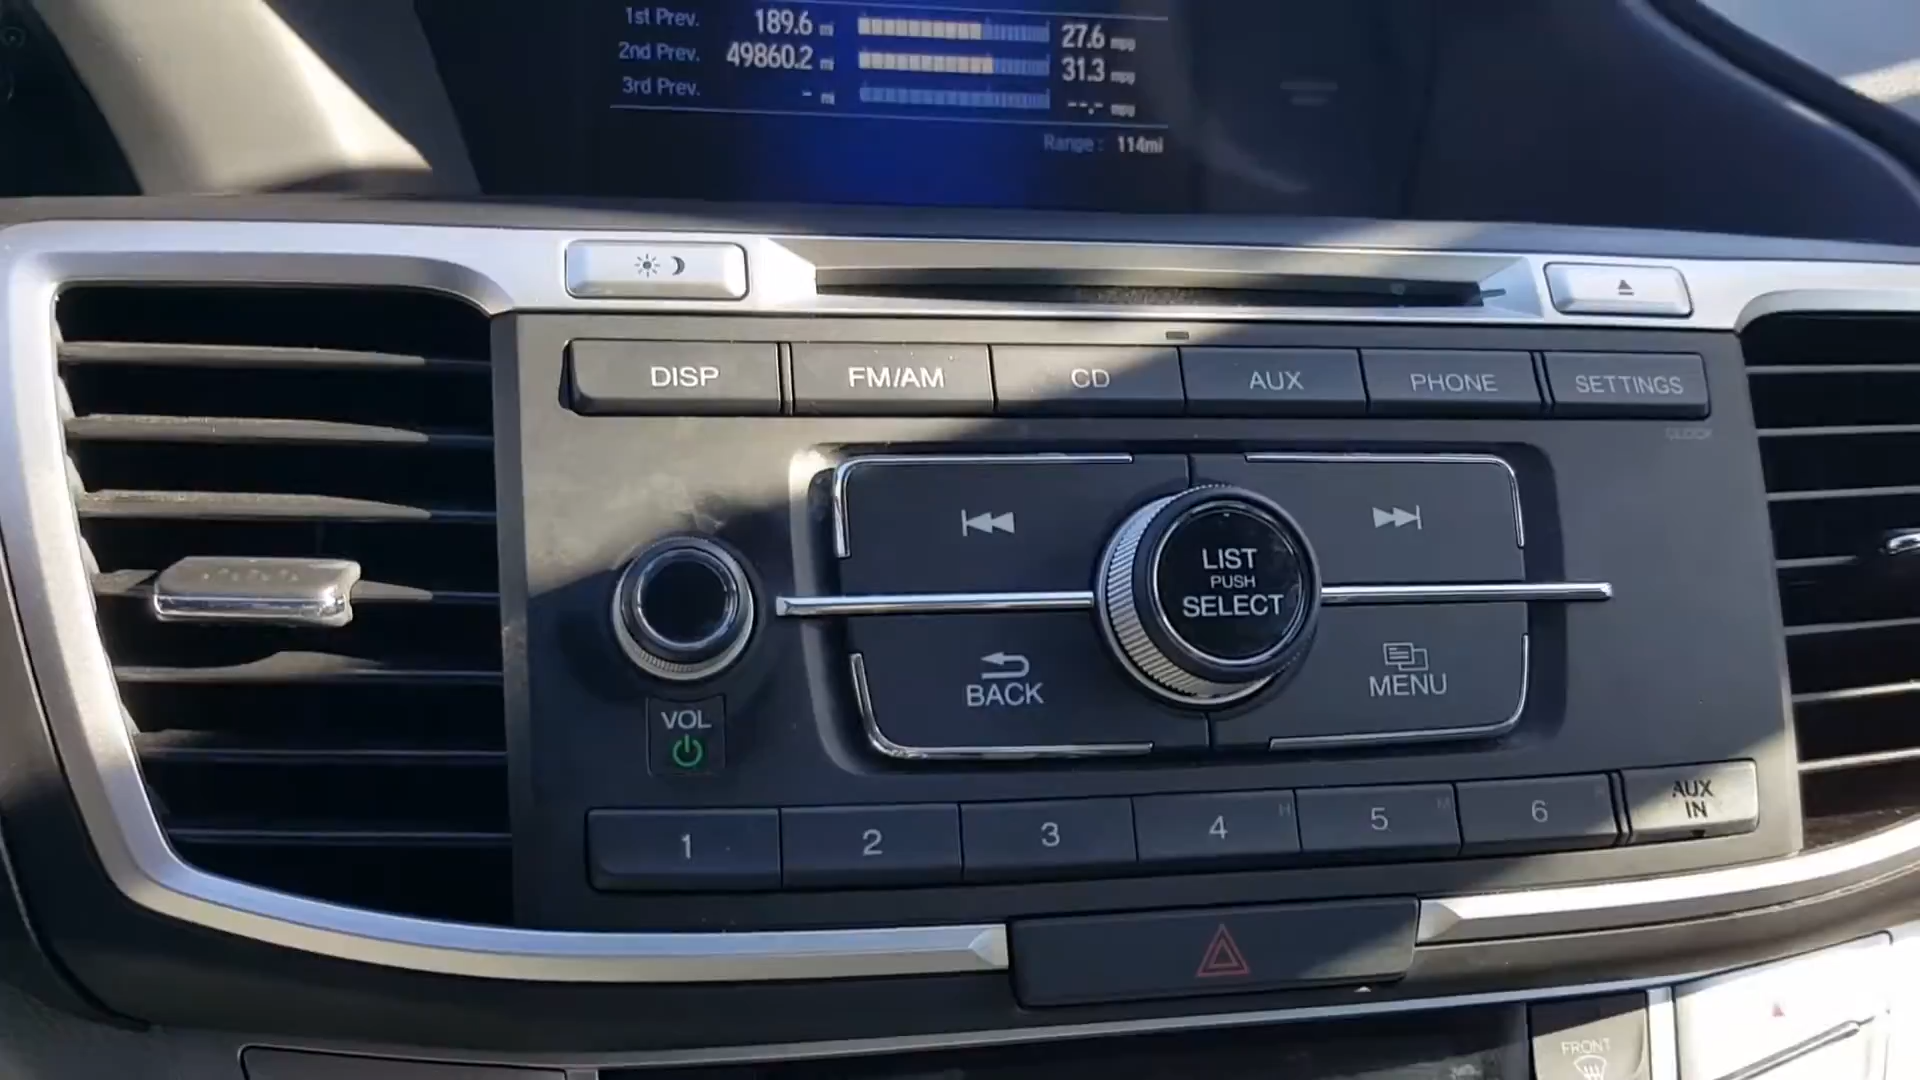 1st Prev. 189.6 mi 27.6 mpg
2nd Prev. 49860.2 mi 31.3 mpg
3rd Prev. - mi --.- mpg
Range : 114mi
DISP
FM/AM
CD
AUX
PHONE
SETTINGS
CLOCK
LIST
PUSH
SELECT
BACK
MENU
VOL
1
2
3
4
H
5
M
6
AUX
IN
FRONT